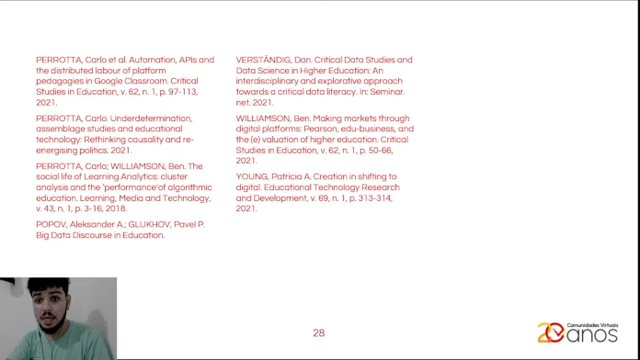 PERROTTA, Carlo et al. Automation, APIs and
the distributed labour of platform
pedagogies in Google Classroom. Critical
Studies in Education, v. 62, n. 1, p. 97-113,
2021.
PERROTTA, Carlo. Underdetermination,
assemblage studies and educational
technology: Rethinking causality and re-
energising politics. 2021.
PERROTTA, Carlo; WILLIAMSON, Ben. The
social life of Learning Analytics: cluster
analysis and the ‘performance’of algorithmic
education. Learning, Media and Technology,
v. 43, n. 1, p. 3-16, 2018.
POPOV, Aleksander A.; GLUKHOV, Pavel P.
Big Data Discourse in Education.
VERSTÄNDIG, Dan. Critical Data Studies and
Data Science in Higher Education: An
interdisciplinary and explorative approach
towards a critical data literacy. In: Seminar.
net. 2021.
WILLIAMSON, Ben. Making markets through
digital platforms: Pearson, edu-business, and
the (e) valuation of higher education. Critical
Studies in Education, v. 62, n. 1, p. 50-66,
2021.
YOUNG, Patricia A. Creation in shifting to
digital. Educational Technology Research
and Development, v. 69, n. 1, p. 313-314,
2021.
28
Comunidades Virtuais
20anos